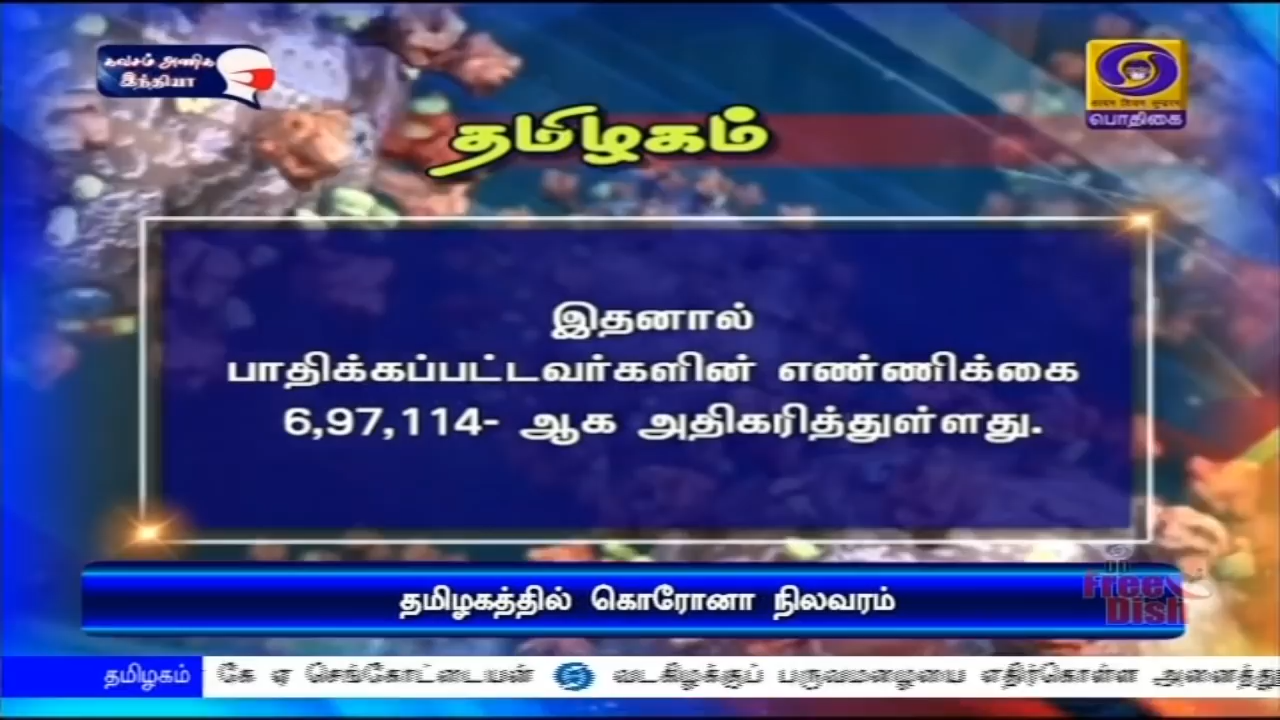 கவசம் அணிக
இந்தியா
பொதிகை
தமிழகம்
இதனால்
பாதிக்கப்பட்டவர்களின் எண்ணிக்கை
6,97,114- ஆக அதிகரித்துள்ளது.
தமிழகத்தில் கொரோனா நிலவரம்
Free
Dish
தமிழகம் கே ஏ செங்கோட்டையன் வடகிழக்குப் பருவமழையை எதிர்கொள்ள அனைத்து